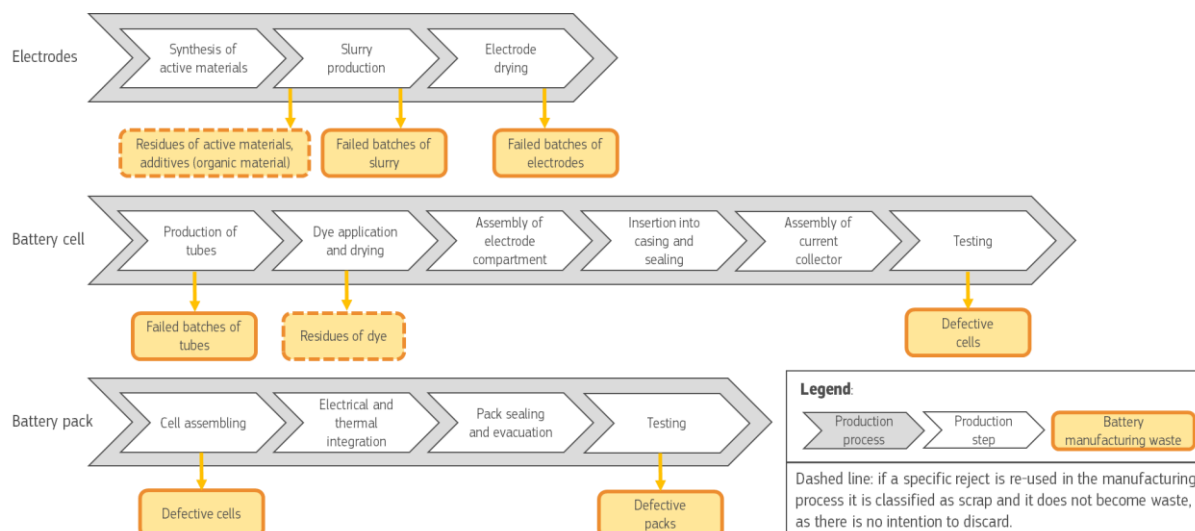 Electrodes
Synthesis of
active materials
Slurry
production
Electrode
drying
Residues of active materials,
additives (organic material)
Failed batches of
slurry
Failed batches of
electrodes
Battery cell
Production of
tubes
Dye application
and drying
Assembly of
electrode
compartment
Insertion into
casing and
sealing
Assembly of
current
collector
Testing
Failed batches of
tubes
Residues of dye
Defective
cells
Battery pack
Cell assembling
Electrical and
thermal
integration
Pack sealing
and evacuation
Testing
Defective cells
Defective
packs
Legend:
Production
process
Production
step
Battery
manufacturing waste
Dashed line: if a specific reject is re-used in the manufacturing
process it is classified as scrap and it does not become waste,
as there is no intention to discard.